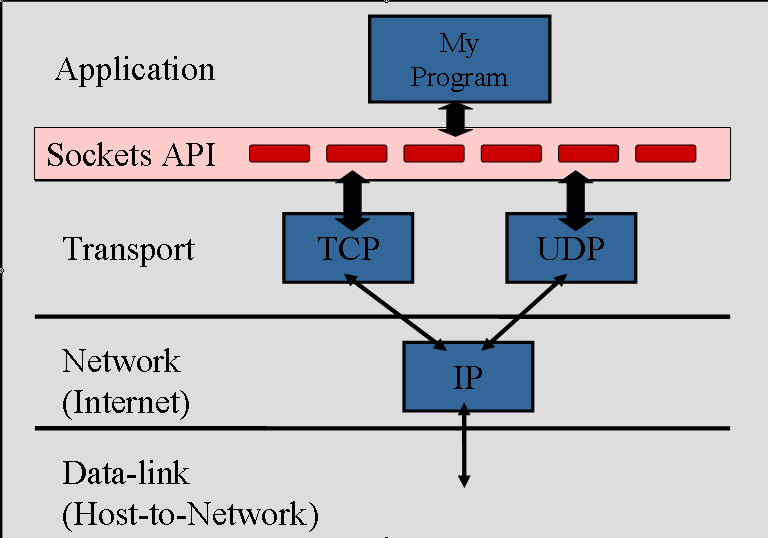 Application
My
Program
Sockets API
Transport
TCP
UDP
Network
(Internet)
IP
Data-link
(Host-to-Network)